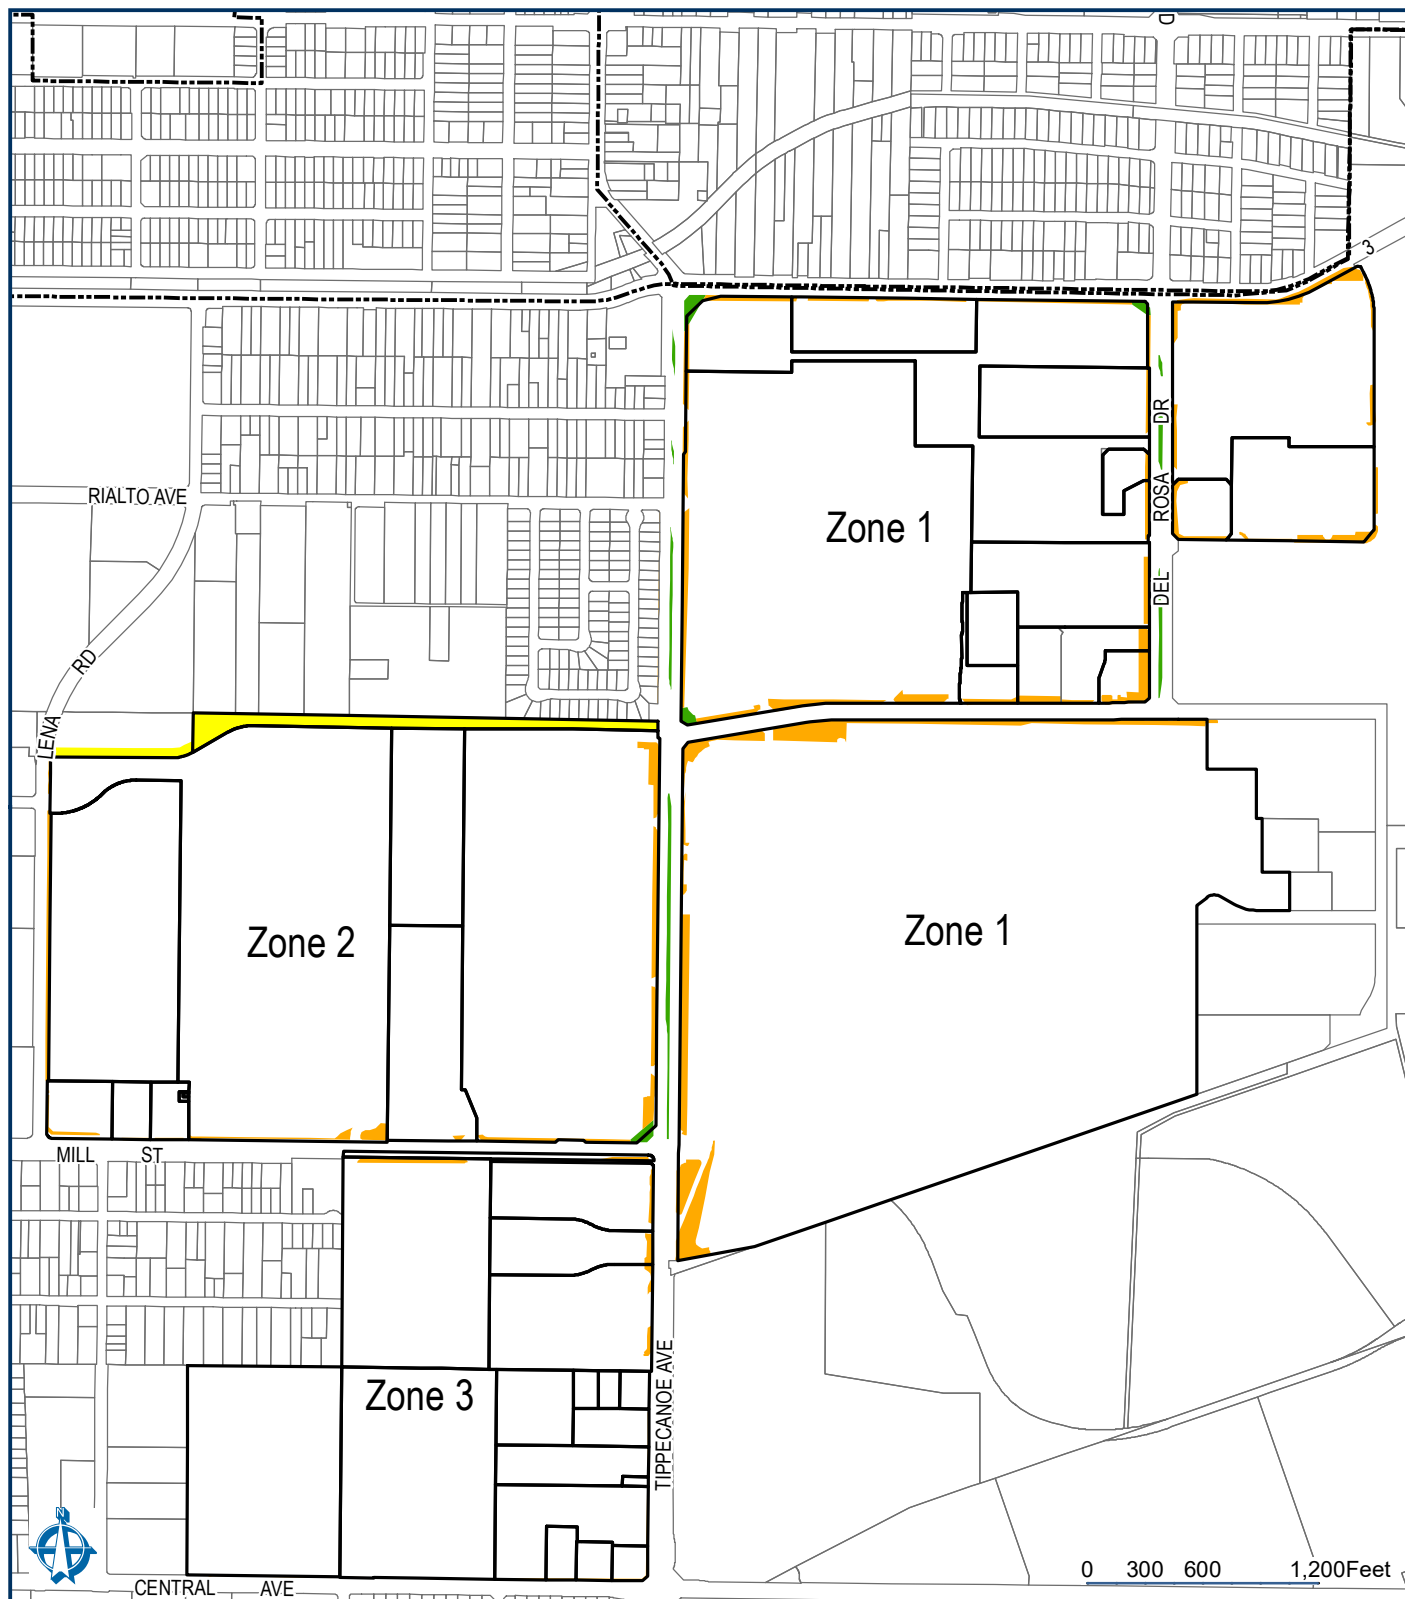 D
3
RIALTO AVE
ROSA DR
Zone 1
DEL
RD
LENA
Zone 2
Zone 1
MILL ST
TIPPECANOE AVE
Zone 3
N
CENTRAL AVE
0 300 600 1,200Feet